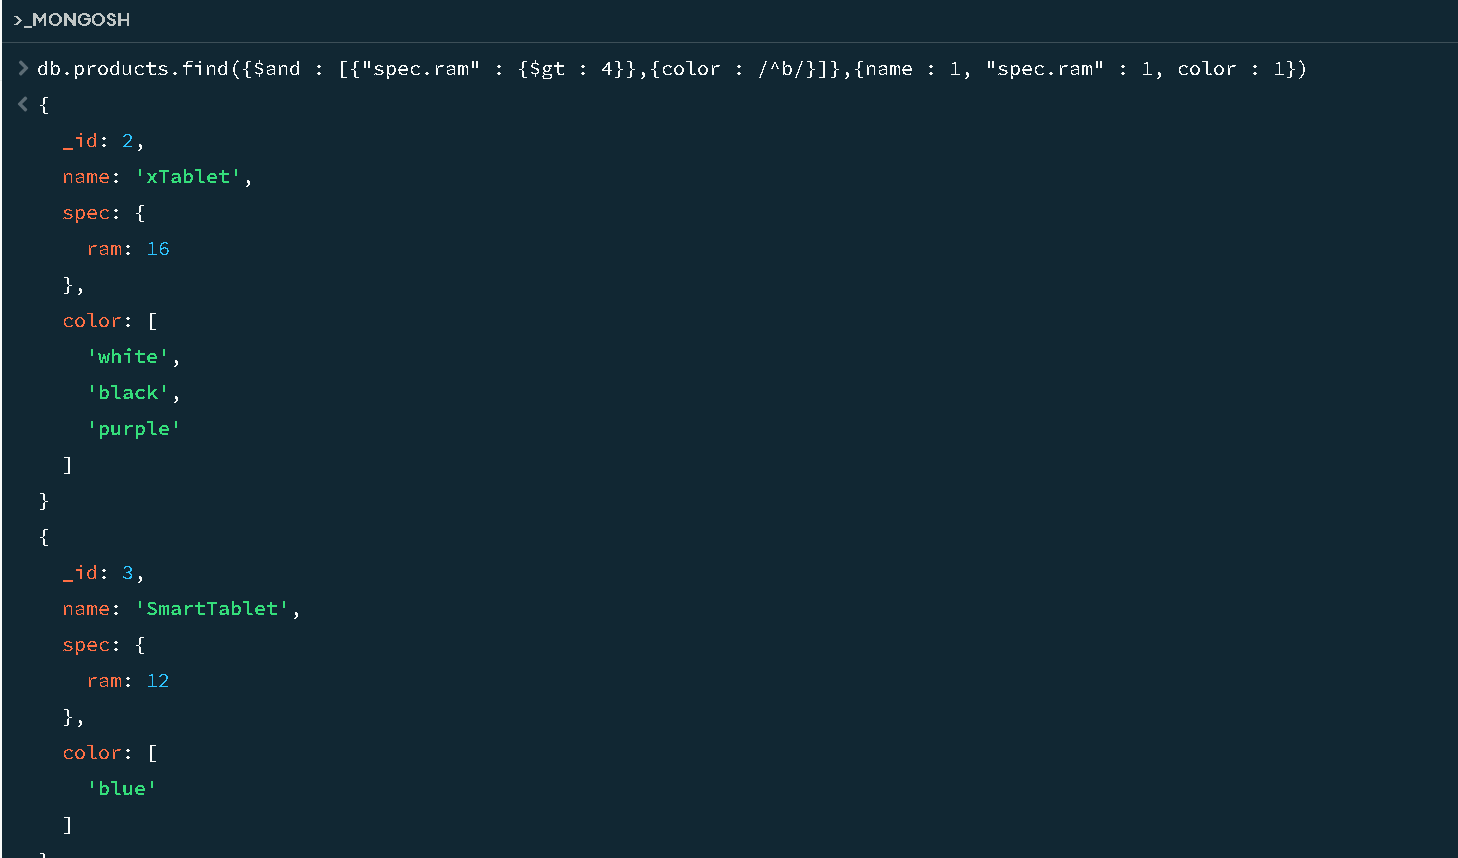 >_MONGOSH
> db.products.find({$and : [{"spec.ram" : {$gt : 4}},{color : /^b/}]},{name : 1, "spec.ram" : 1, color : 1})
< {
_id: 2,
name: 'xTablet',
spec: {
ram: 16
},
color: [
'white',
'black',
'purple'
]
}
{
_id: 3,
name: 'SmartTablet',
spec: {
ram: 12
},
color: [
'blue'
]
}